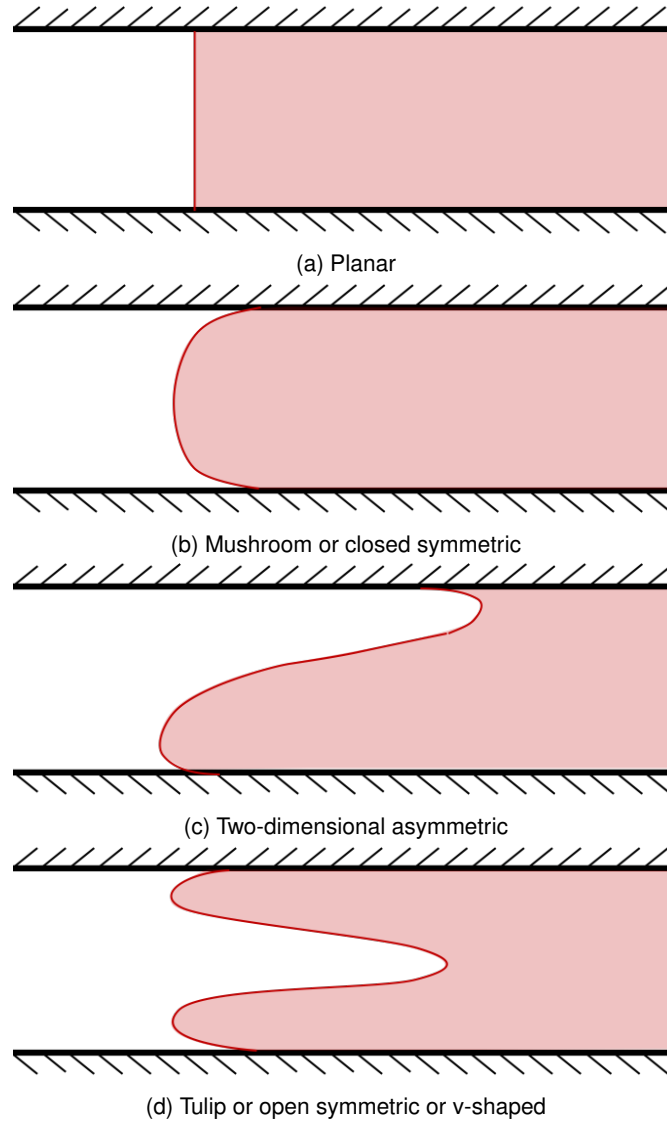 (a) Planar
(b) Mushroom or closed symmetric
(c) Two-dimensional asymmetric
(d) Tulip or open symmetric or v-shaped